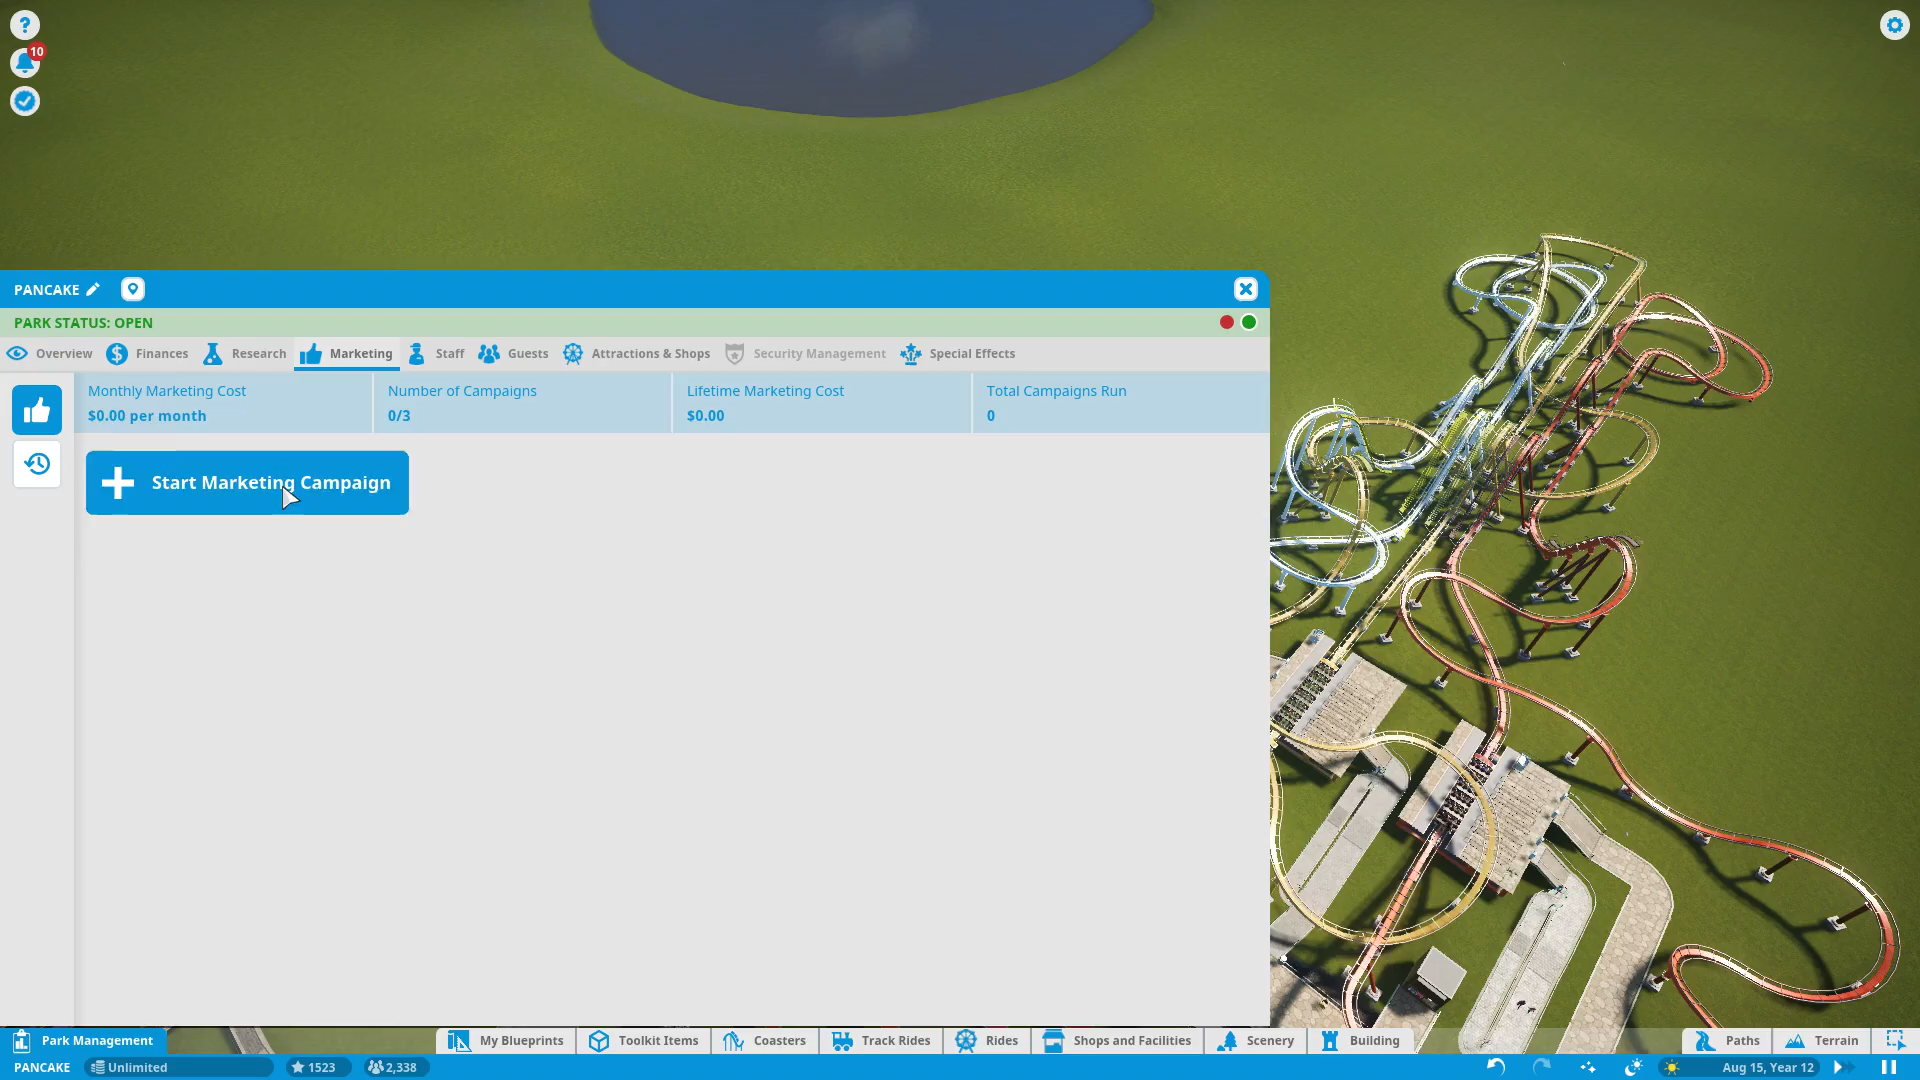 ?
10
PANCAKE
PARK STATUS: OPEN
Overview
Finances
Research
Marketing
Staff
Guests
Attractions & Shops
Security Management
Special Effects
Monthly Marketing Cost
$0.00 per month
Number of Campaigns
0/3
Lifetime Marketing Cost
$0.00
Total Campaigns Run
0
Start Marketing Campaign
Park Management
My Blueprints
Toolkit Items
Coasters
Track Rides
Rides
Shops and Facilities
Scenery
Building
Paths
Terrain
PANCAKE
Unlimited
1523
2,338
Aug 15, Year 12